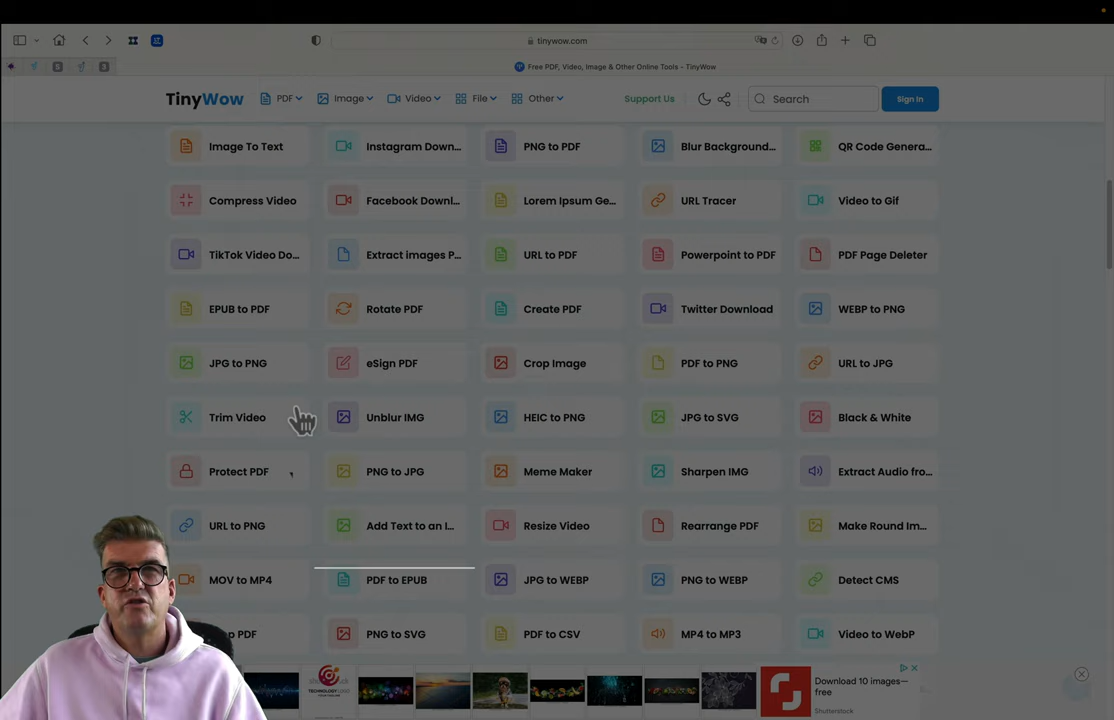 tinywow.com
Free PDF, Video, Image & Other Online Tools - TinyWow
TinyWow PDF Image Video File Other Support Us Search Sign In
Image To Text Instagram Down... PNG to PDF Blur Background... QR Code Genera...
Compress Video Facebook Downl... Lorem Ipsum Ge... URL Tracer Video to Gif
TikTok Video Do... Extract images P... URL to PDF Powerpoint to PDF PDF Page Deleter
EPUB to PDF Rotate PDF Create PDF Twitter Download WEBP to PNG
JPG to PNG eSign PDF Crop Image PDF to PNG URL to JPG
Trim Video Unblur IMG HEIC to PNG JPG to SVG Black & White
Protect PDF PNG to JPG Meme Maker Sharpen IMG Extract Audio fro...
URL to PNG Add Text to an I... Resize Video Rearrange PDF Make Round Im...
MOV to MP4 PDF to EPUB JPG to WEBP PNG to WEBP Detect CMS
PDF PNG to SVG PDF to CSV MP4 to MP3 Video to WebP
TECHNOLOGY
Download 10 images—
free
Shutterstock